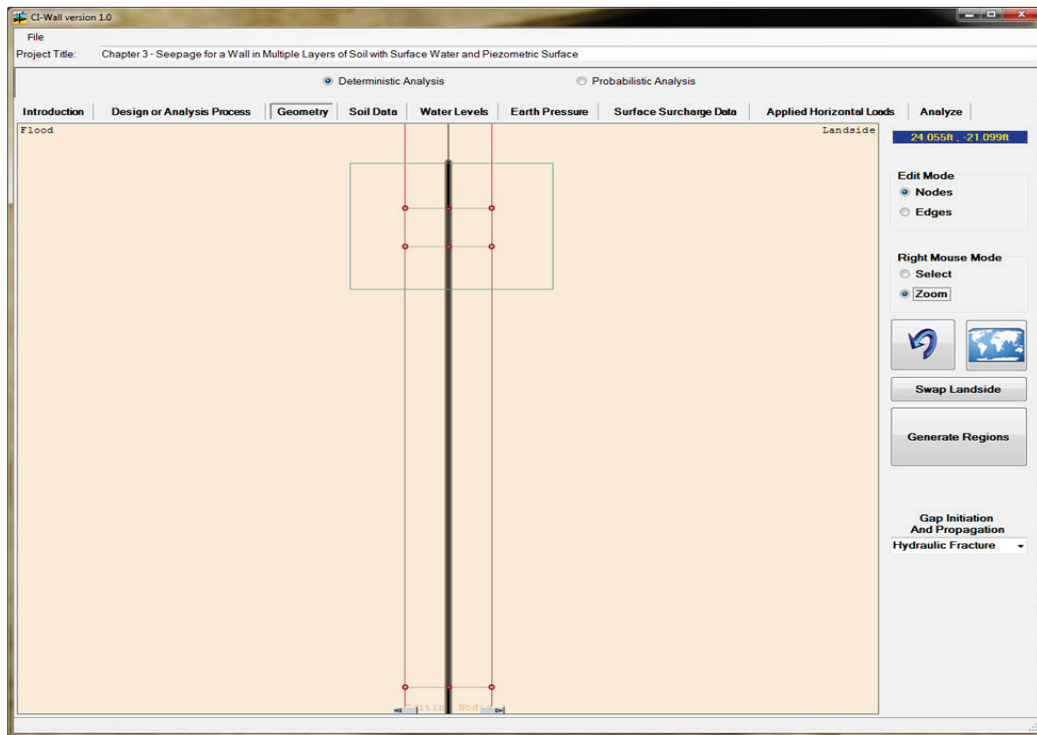 CI-Wall version 1.0
File
Project Title: Chapter 3 - Seepage for a Wall in Multiple Layers of Soil with Surface Water and Piezometric Surface
Deterministic Analysis Probabilistic Analysis
Introduction Design or Analysis Process Geometry Soil Data Water Levels Earth Pressure Surface Surcharge Data Applied Horizontal Loads Analyze
Flood Landside
24.055ft , -21.099ft
Edit Mode
Nodes
Edges
Right Mouse Mode
Select
Zoom
Swap Landside
Generate Regions
Gap Initiation
And Propagation
Hydraulic Fracture